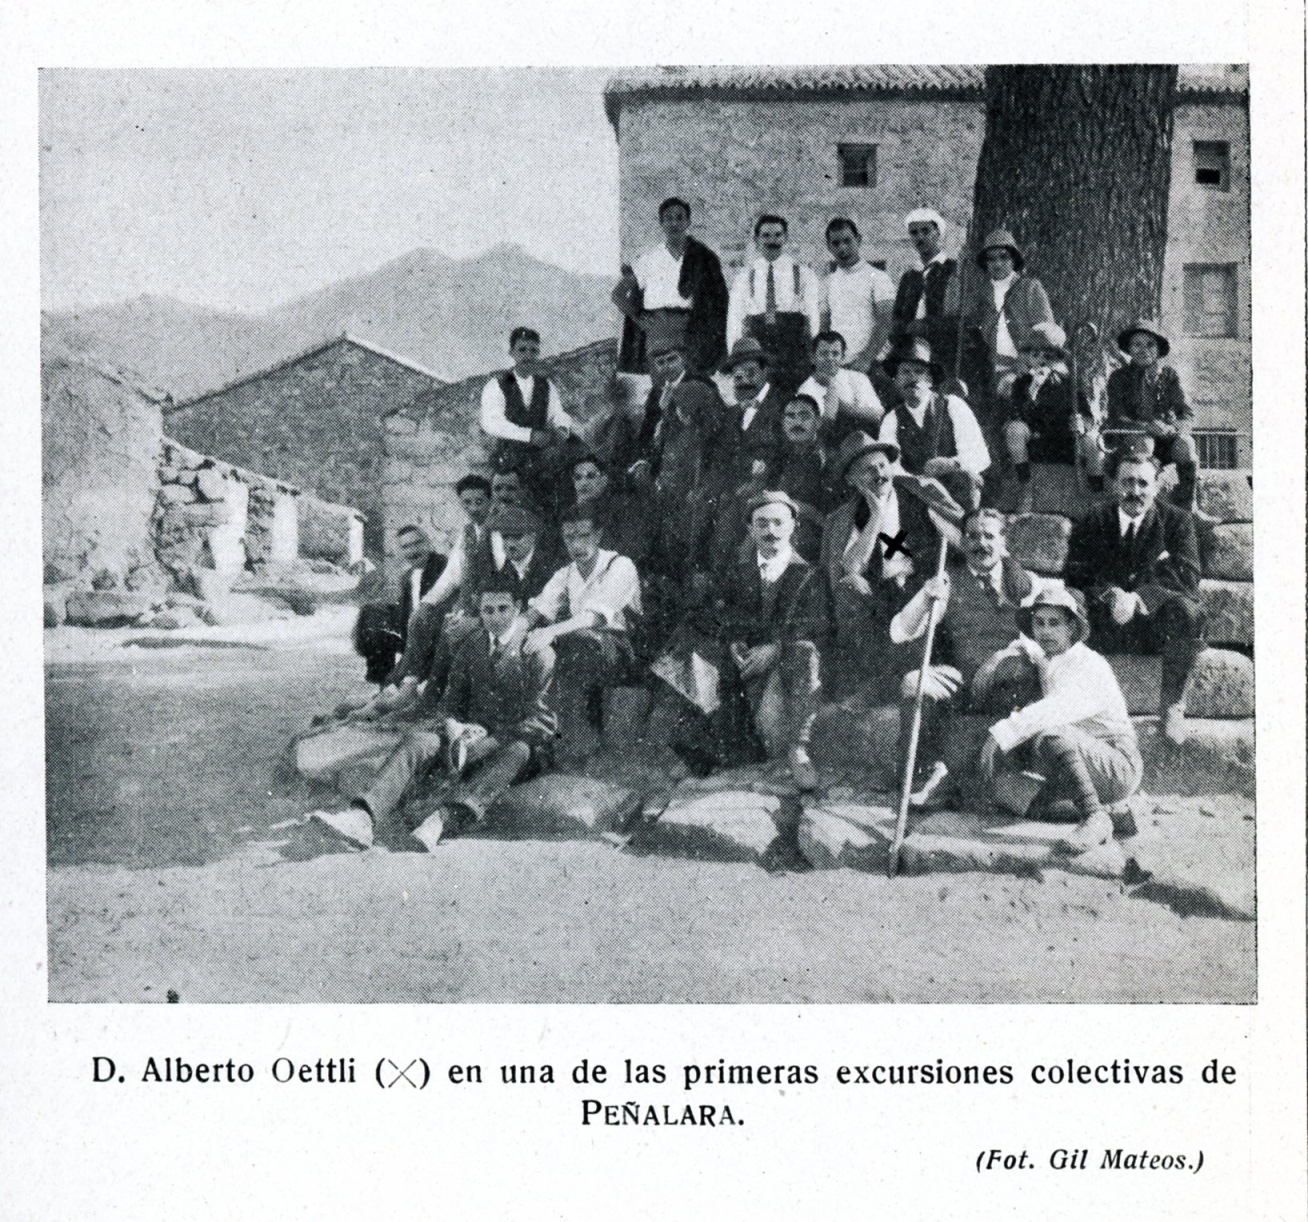 D. Alberto Oettli (X) en una de las primeras excursiones colectivas de
PEÑALARA.
(Fot. Gil Mateos.)